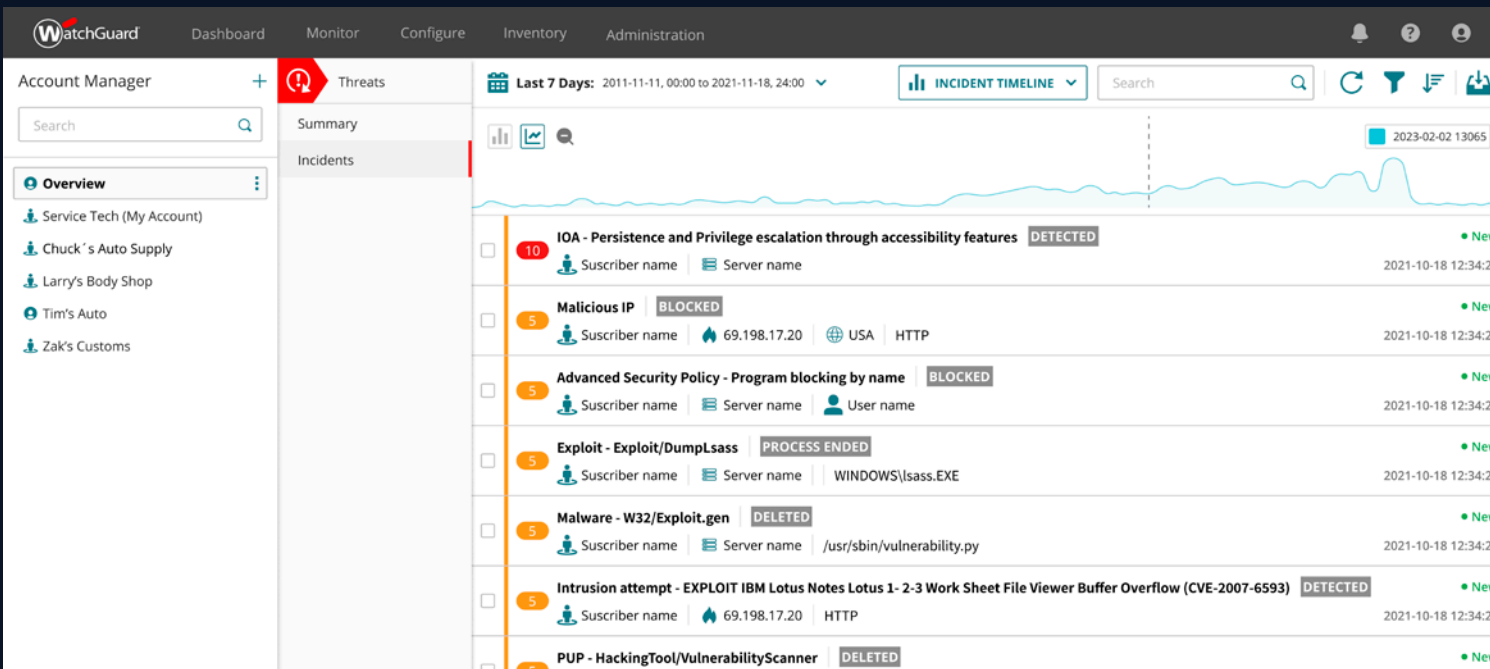 WatchGuard Dashboard Monitor Configure Inventory Administration
Account Manager
Search
Overview
Service Tech (My Account)
Chuck´s Auto Supply
Larry's Body Shop
Tim's Auto
Zak's Customs
Threats
Summary
Incidents
Last 7 Days: 2011-11-11, 00:00 to 2021-11-18, 24:00 INCIDENT TIMELINE Search
2023-02-02 13065
10 IOA - Persistence and Privilege escalation through accessibility features DETECTED Nev
Suscriber name Server name 2021-10-18 12:34:2
5 Malicious IP BLOCKED Nev
Suscriber name 69.198.17.20 USA HTTP 2021-10-18 12:34:2
5 Advanced Security Policy - Program blocking by name BLOCKED Nev
Suscriber name Server name User name 2021-10-18 12:34:2
5 Exploit - Exploit/DumpLsass PROCESS ENDED Nev
Suscriber name Server name WINDOWS\lsass.EXE 2021-10-18 12:34:2
5 Malware - W32/Exploit.gen DELETED Nev
Suscriber name Server name /usr/sbin/vulnerability.py 2021-10-18 12:34:2
5 Intrusion attempt - EXPLOIT IBM Lotus Notes Lotus 1- 2-3 Work Sheet File Viewer Buffer Overflow (CVE-2007-6593) DETECTED Nev
Suscriber name 69.198.17.20 HTTP 2021-10-18 12:34:2
5 PUP - HackingTool/VulnerabilityScanner DELETED Nev